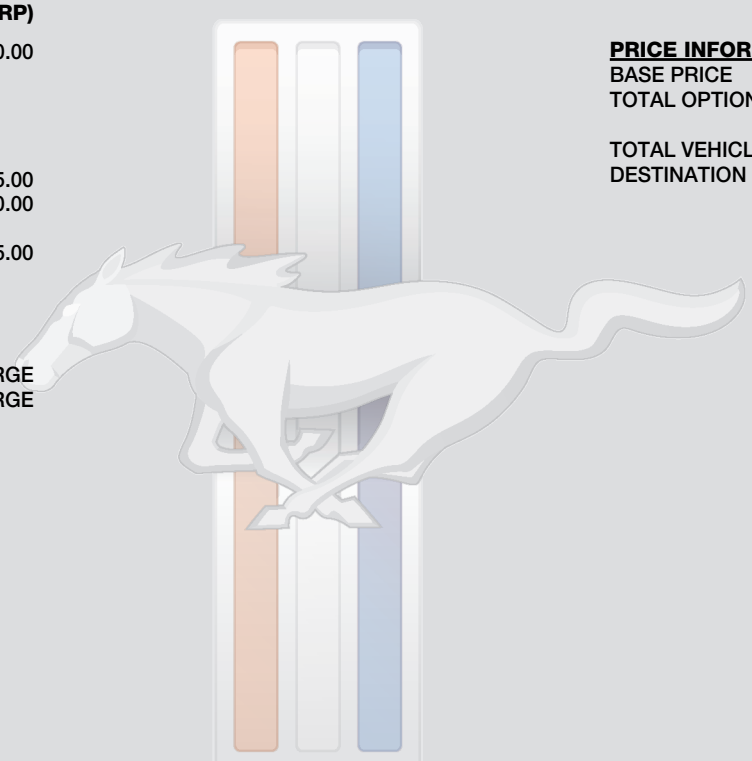 RP)
0.00
5.00
0.00
5.00
RGE
RGE
PRICE INFOR
BASE PRICE
TOTAL OPTION
TOTAL VEHICL
DESTINATION